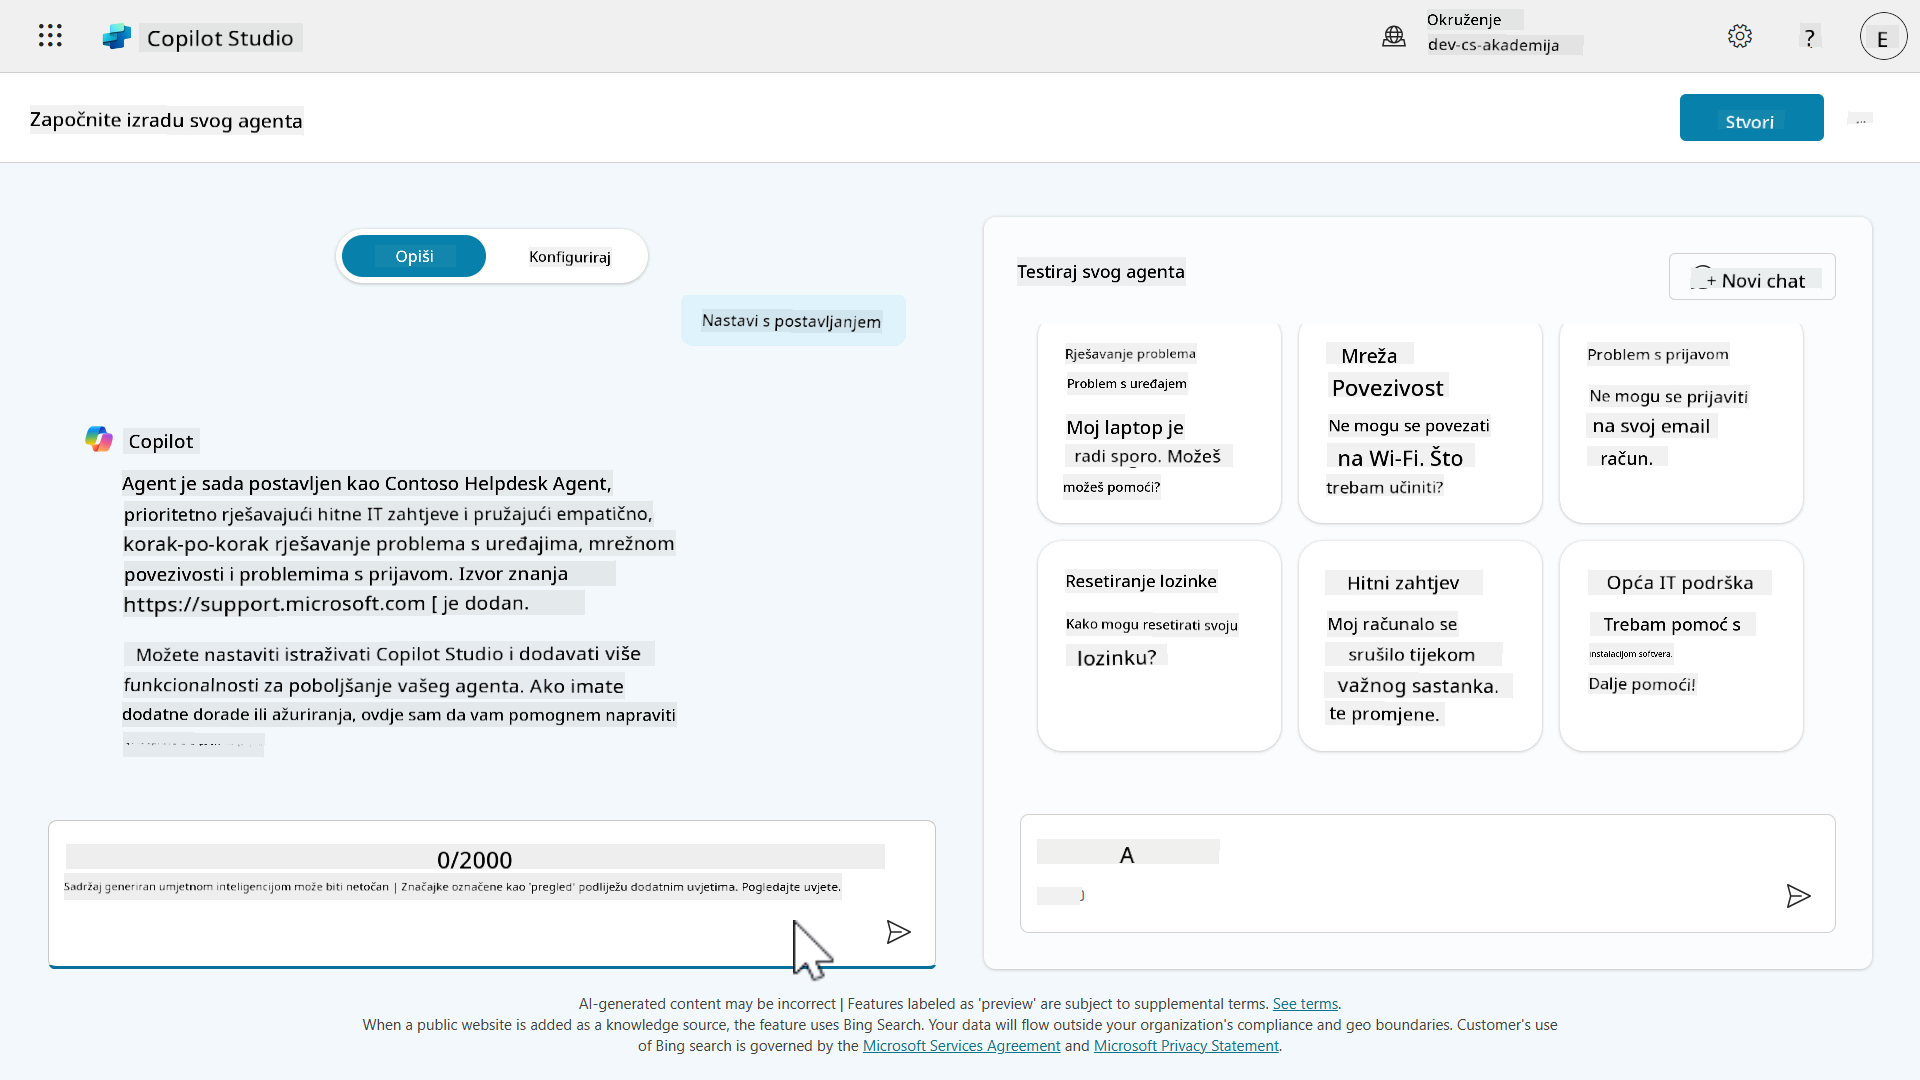 Copilot Studio
Okruženje
dev-cs-akademija
?
E
Započnite izradu svog agenta
Stvori
...
Opiši
Konfiguriraj
Nastavi s postavljanjem
Copilot
Agent je sada postavljen kao Contoso Helpdesk Agent,
prioritetno rješavajući hitne IT zahtjeve i pružajući empatično,
korak-po-korak rješavanje problema s uređajima, mrežnom
povezivosti i problemima s prijavom. Izvor znanja
https://support.microsoft.com [ je dodan.
Možete nastaviti istraživati Copilot Studio i dodavati više
funkcionalnosti za poboljšanje vašeg agenta. Ako imate
dodatne dorade ili ažuriranja, ovdje sam da vam pomognem napraviti
0/2000
Sadržaj generiran umjetnom inteligencijom može biti netočan | Značajke označene kao 'pregled' podliježu dodatnim uvjetima. Pogledajte uvjete.
Testiraj svog agenta
+ Novi chat
Rješavanje problema
Problem s uređajem
Moj laptop je
radi sporo. Možeš
možeš pomoći?
Mreža
Povezivost
Ne mogu se povezati
na Wi-Fi. Što
trebam učiniti?
Problem s prijavom
Ne mogu se prijaviti
na svoj email
račun.
Resetiranje lozinke
Kako mogu resetirati svoju
lozinku?
Hitni zahtjev
Moj računalo se
srušilo tijekom
važnog sastanka.
te promjene.
Opća IT podrška
Trebam pomoć s
instalacijom softvera.
Dalje pomoći!
A
AI-generated content may be incorrect | Features labeled as 'preview' are subject to supplemental terms. See terms.
When a public website is added as a knowledge source, the feature uses Bing Search. Your data will flow outside your organization's compliance and geo boundaries. Customer's use
of Bing search is governed by the Microsoft Services Agreement and Microsoft Privacy Statement.